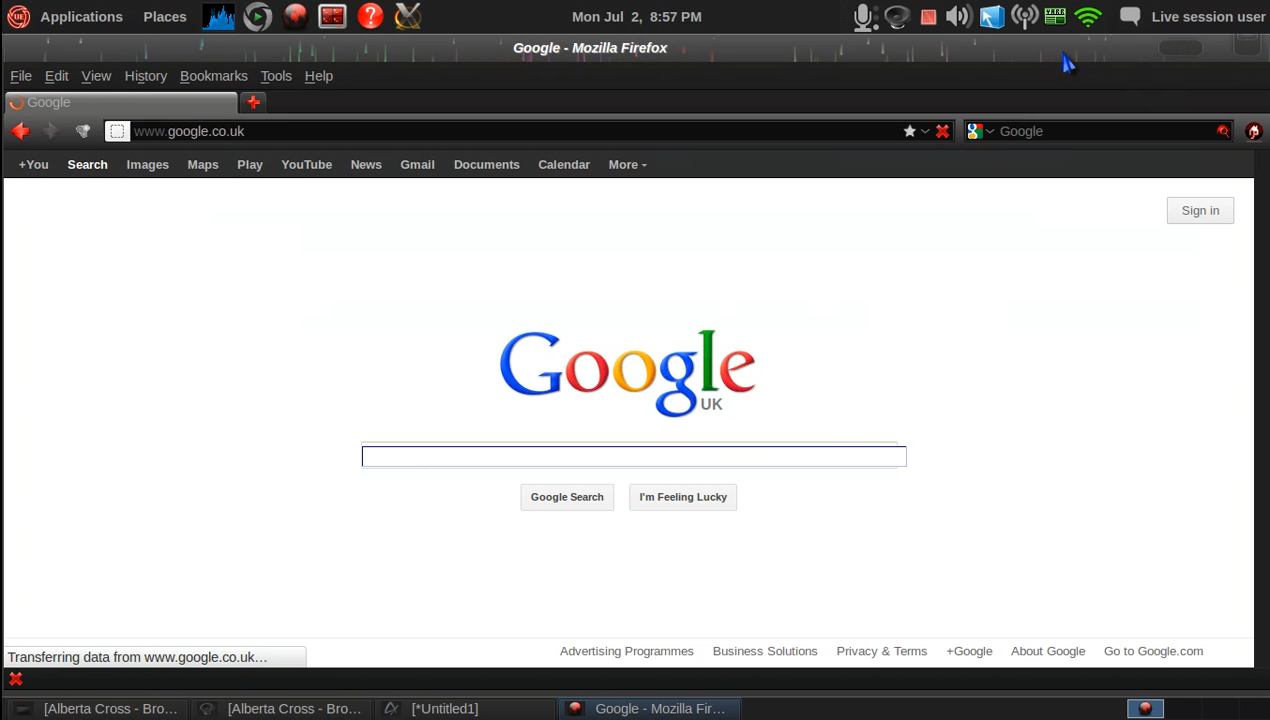 Applications Places Mon Jul 2, 8:57 PM Live session user
Google - Mozilla Firefox
File Edit View History Bookmarks Tools Help
Google
www.google.co.uk Google
+You Search Images Maps Play YouTube News Gmail Documents Calendar More
Sign in
Google
UK
Google Search I'm Feeling Lucky
Advertising Programmes Business Solutions Privacy & Terms +Google About Google Go to Google.com
Transferring data from www.google.co.uk...
[Alberta Cross - Bro... [Alberta Cross - Bro... [*Untitled1] Google - Mozilla Fir...